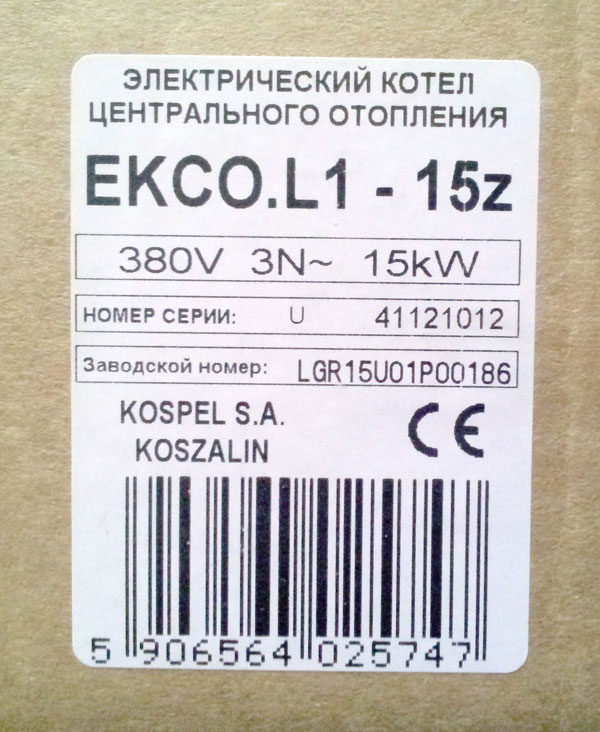 ЭЛЕКТРИЧЕСКИЙ КОТЕЛ
ЦЕНТРАЛЬНОГО ОТОПЛЕНИЯ
EKCO.L1 - 15z
380V 3N~ 15kW
НОМЕР СЕРИИ: U 41121012
Заводской номер: LGR15U01P00186
KOSPEL S.A.
KOSZALIN
CE
5 906564 025747